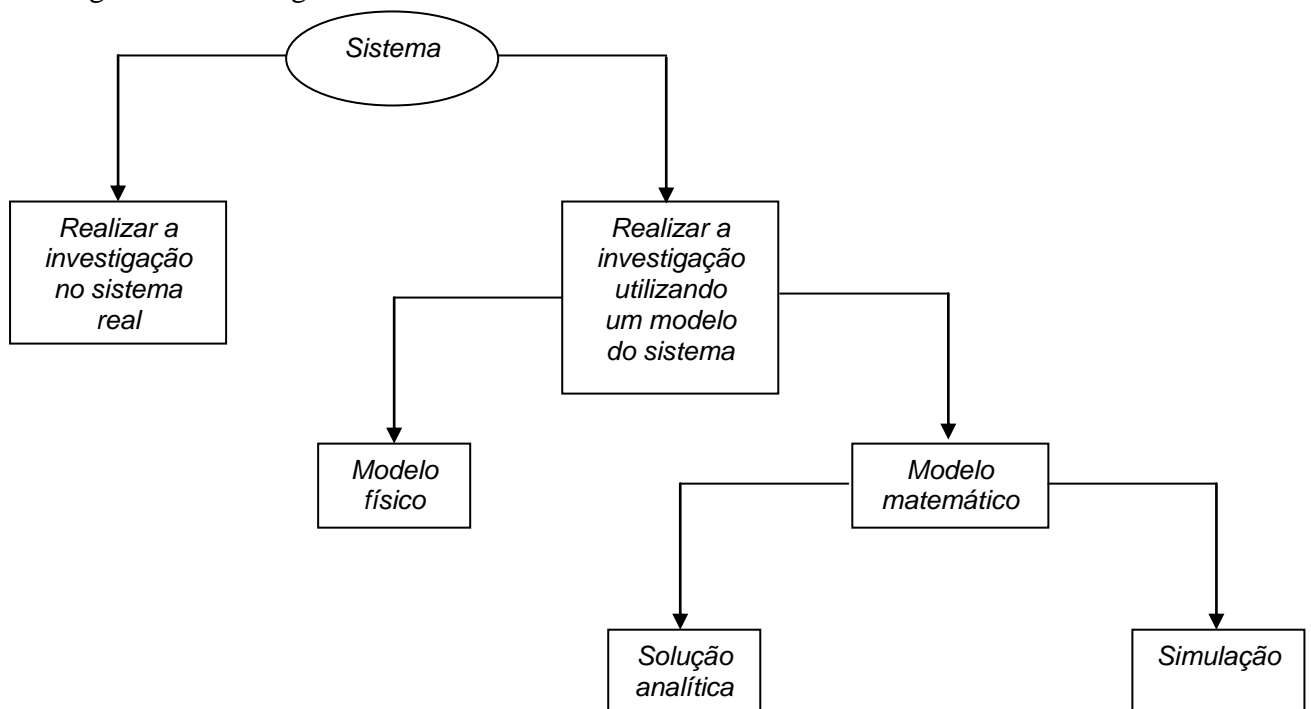 Sistema
Realizar a
investigação
no sistema
real
Realizar a
investigação
utilizando
um modelo
do sistema
Modelo
físico
Modelo
matemático
Solução
analítica
Simulação